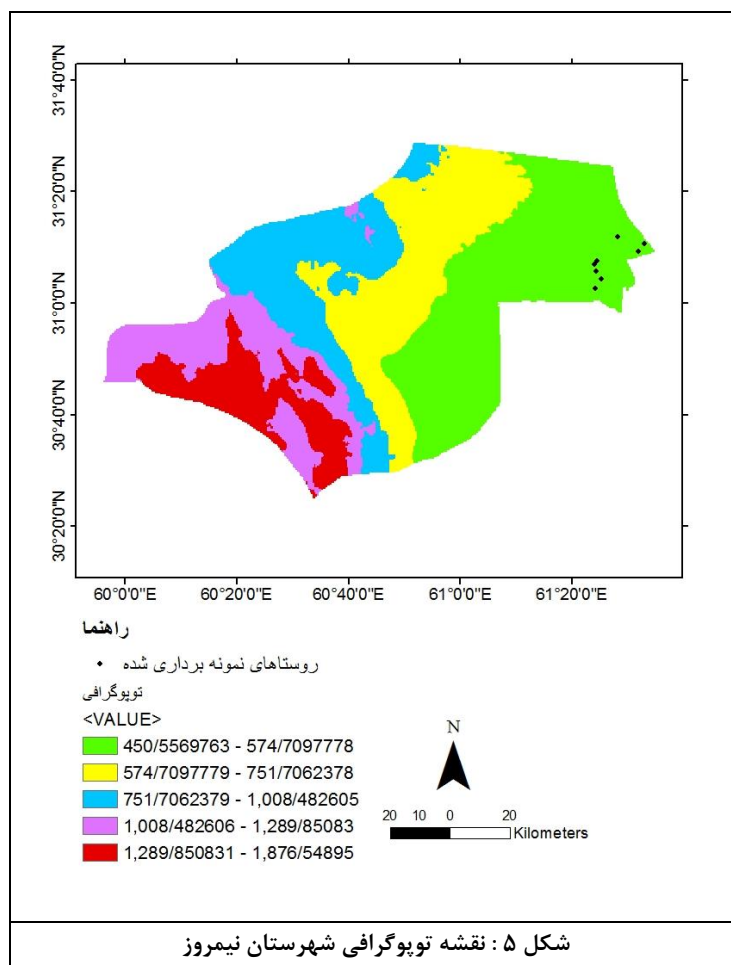 31°40'0"N
31°20'0"N
31°0'0"N
30°40'0"N
30°20'0"N
60°0'0"E 60°20'0"E 60°40'0"E 61°0'0"E 61°20'0"E
راهنما
روستاهای نمونه برداری شده
توپوگرافی
<VALUE>
450/5569763 - 574/7097778
574/7097779 - 751/7062378
751/7062379 - 1,008/482605
1,008/482606 - 1,289/85083
1,289/850831 - 1,876/54895
N
20 10 0 20
Kilometers
شکل ۵ : نقشه توپوگرافی شهرستان نیمروز